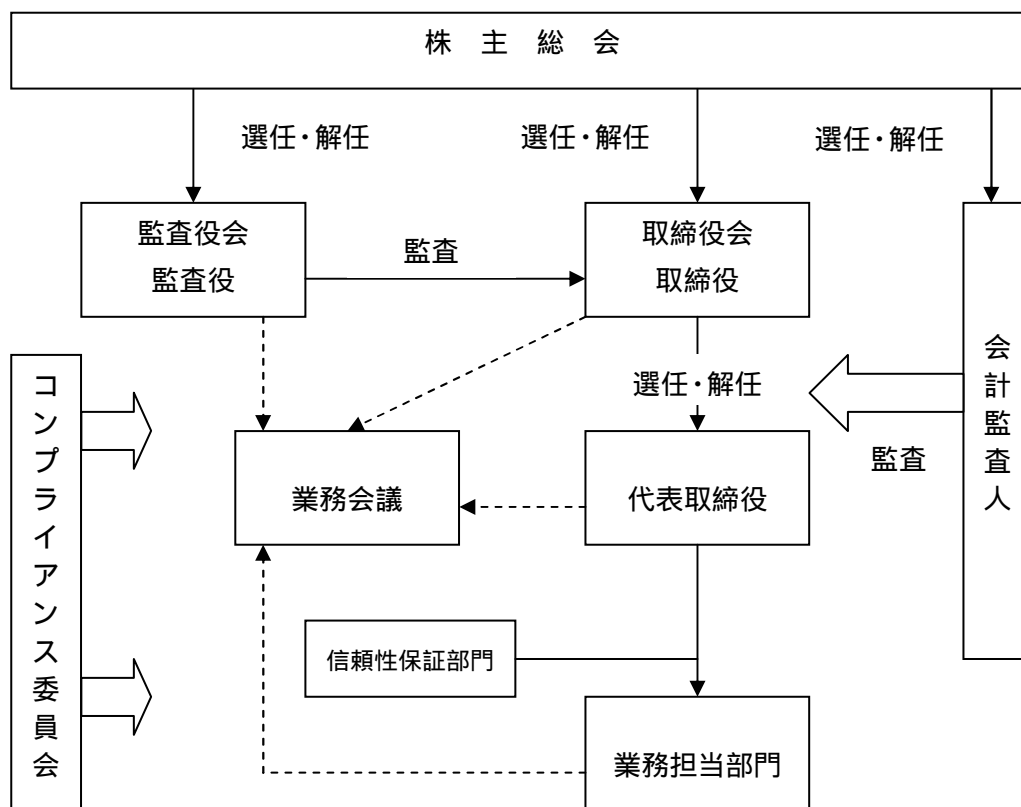 株 主 総 会
選任・解任
選任・解任
選任・解任
監査役会
監査役
監査
取締役会
取締役
会計監査人
選任・解任
監査
コンプライアンス委員会
業務会議
代表取締役
信頼性保証部門
業務担当部門